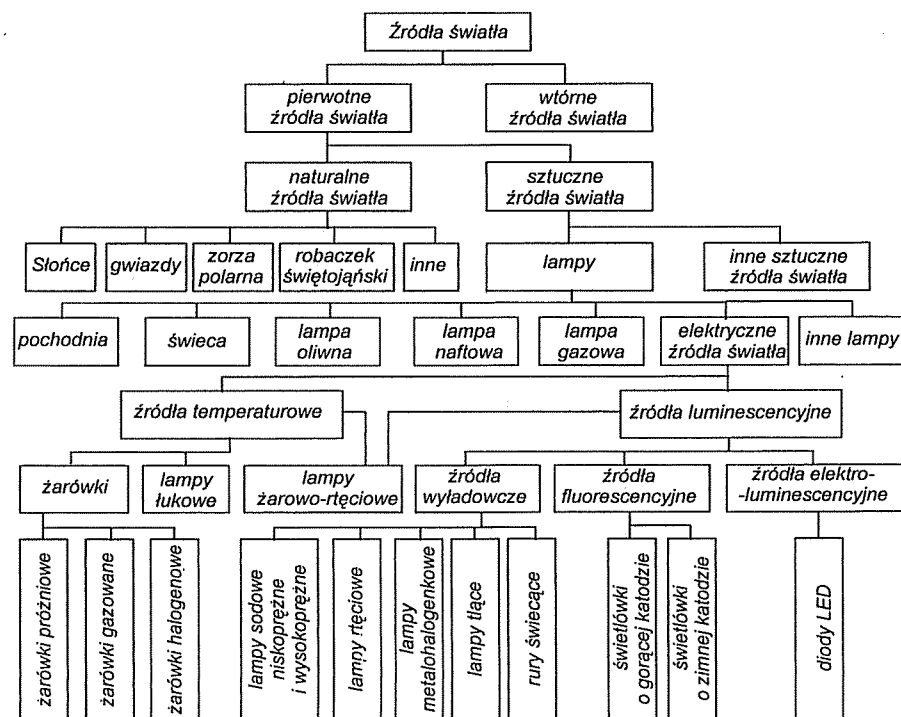 Źródła światła
pierwotne
źródła światła
wtórne
źródła światła
naturalne
źródła światła
sztuczne
źródła światła
Słońce
gwiazdy
zorza
polarna
robaczek
świętojański
inne
lampy
inne sztuczne
źródła światła
pochodnia
świeca
lampa
oliwna
lampa
naftowa
lampa
gazowa
elektryczne
źródła światła
inne lampy
źródła temperaturowe
źródła luminescencyjne
żarówki
lampy
łukowe
lampy
żarowo-rtęciowe
źródła
wyładowcze
źródła
fluorescencyjne
źródła elektro-
-luminescencyjne
żarówki próżniowe
żarówki gazowane
żarówki halogenowe
lampy sodowe
niskoprężne
i wysokoprężne
lampy rtęciowe
lampy
metalohalogenkowe
lampy tlące
rury świecące
świetlówki
o gorącej katodzie
świetlówki
o zimnej katodzie
diody LED